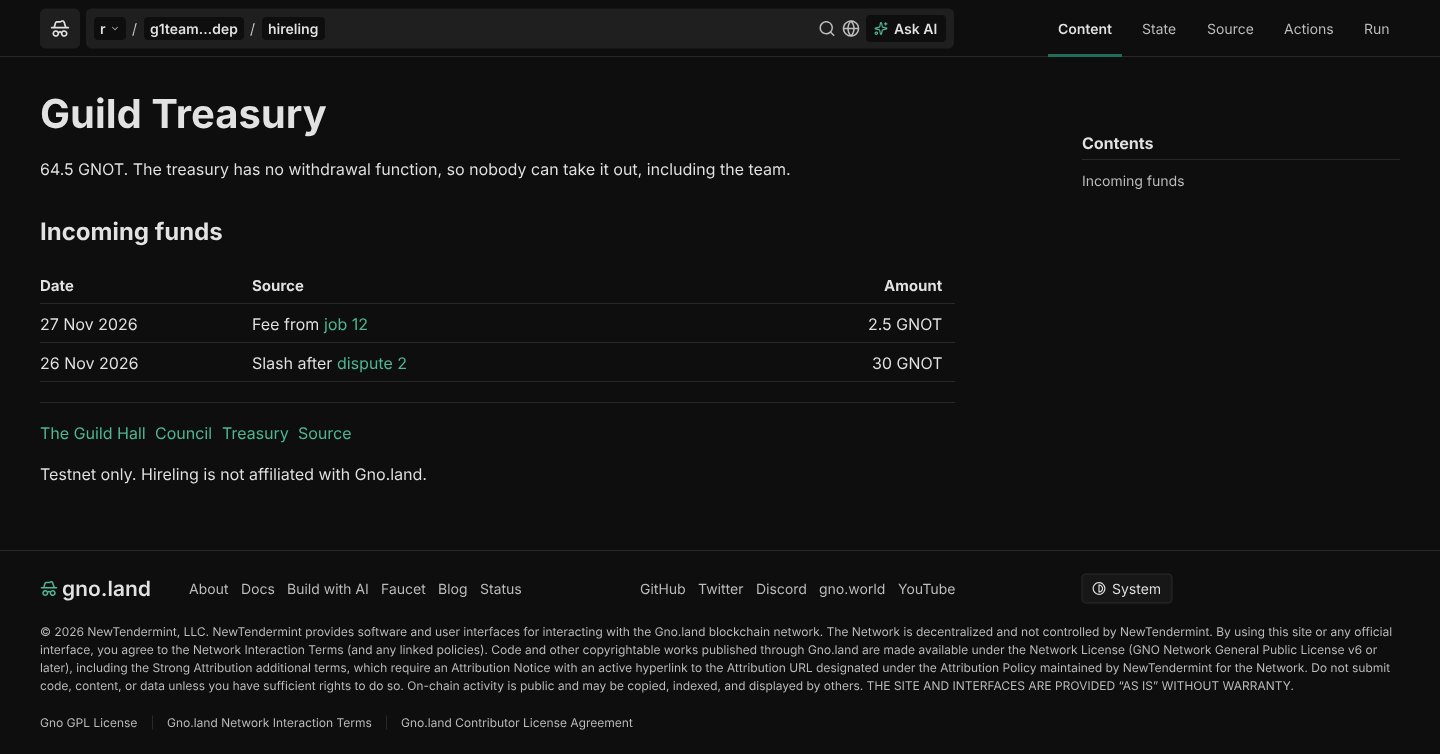 r / g1team...dep / hireling Ask AI Content State Source Actions Run
Guild Treasury
64.5 GNOT. The treasury has no withdrawal function, so nobody can take it out, including the team.
Contents
Incoming funds
Incoming funds
Date Source Amount
27 Nov 2026 Fee from job 12 2.5 GNOT
26 Nov 2026 Slash after dispute 2 30 GNOT
The Guild Hall Council Treasury Source
Testnet only. Hireling is not affiliated with Gno.land.
gno.land About Docs Build with AI Faucet Blog Status GitHub Twitter Discord gno.world YouTube System
© 2026 NewTendermint, LLC. NewTendermint provides software and user interfaces for interacting with the Gno.land blockchain network. The Network is decentralized and not controlled by NewTendermint. By using this site or any official
interface, you agree to the Network Interaction Terms (and any linked policies). Code and other copyrightable works published through Gno.land are made available under the Network License (GNO Network General Public License v6 or
later), including the Strong Attribution additional terms, which require an Attribution Notice with an active hyperlink to the Attribution URL designated under the Attribution Policy maintained by NewTendermint for the Network. Do not submit
code, content, or data unless you have sufficient rights to do so. On-chain activity is public and may be copied, indexed, and displayed by others. THE SITE AND INTERFACES ARE PROVIDED “AS IS” WITHOUT WARRANTY.
Gno GPL License Gno.land Network Interaction Terms Gno.land Contributor License Agreement